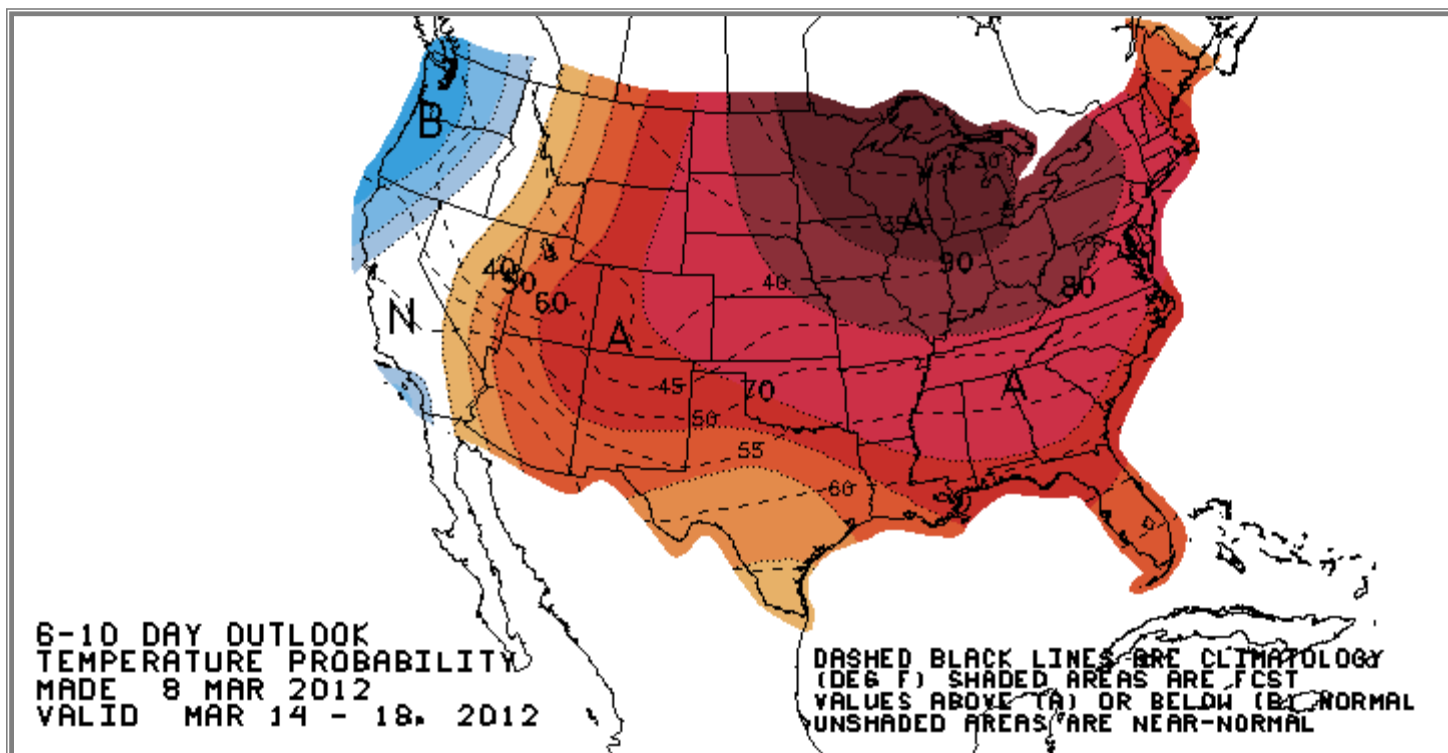 B
30
A
35
90
40
50
60
40
80
N
A
45
70
A
50
55
60
6-10 DAY OUTLOOK
TEMPERATURE PROBABILITY
MADE 8 MAR 2012
VALID MAR 14 - 18, 2012
DASHED BLACK LINES ARE CLIMATOLOGY
(DEG F) SHADED AREAS ARE FCST
VALUES ABOVE (A) OR BELOW (B) NORMAL
UNSHADED AREAS ARE NEAR-NORMAL